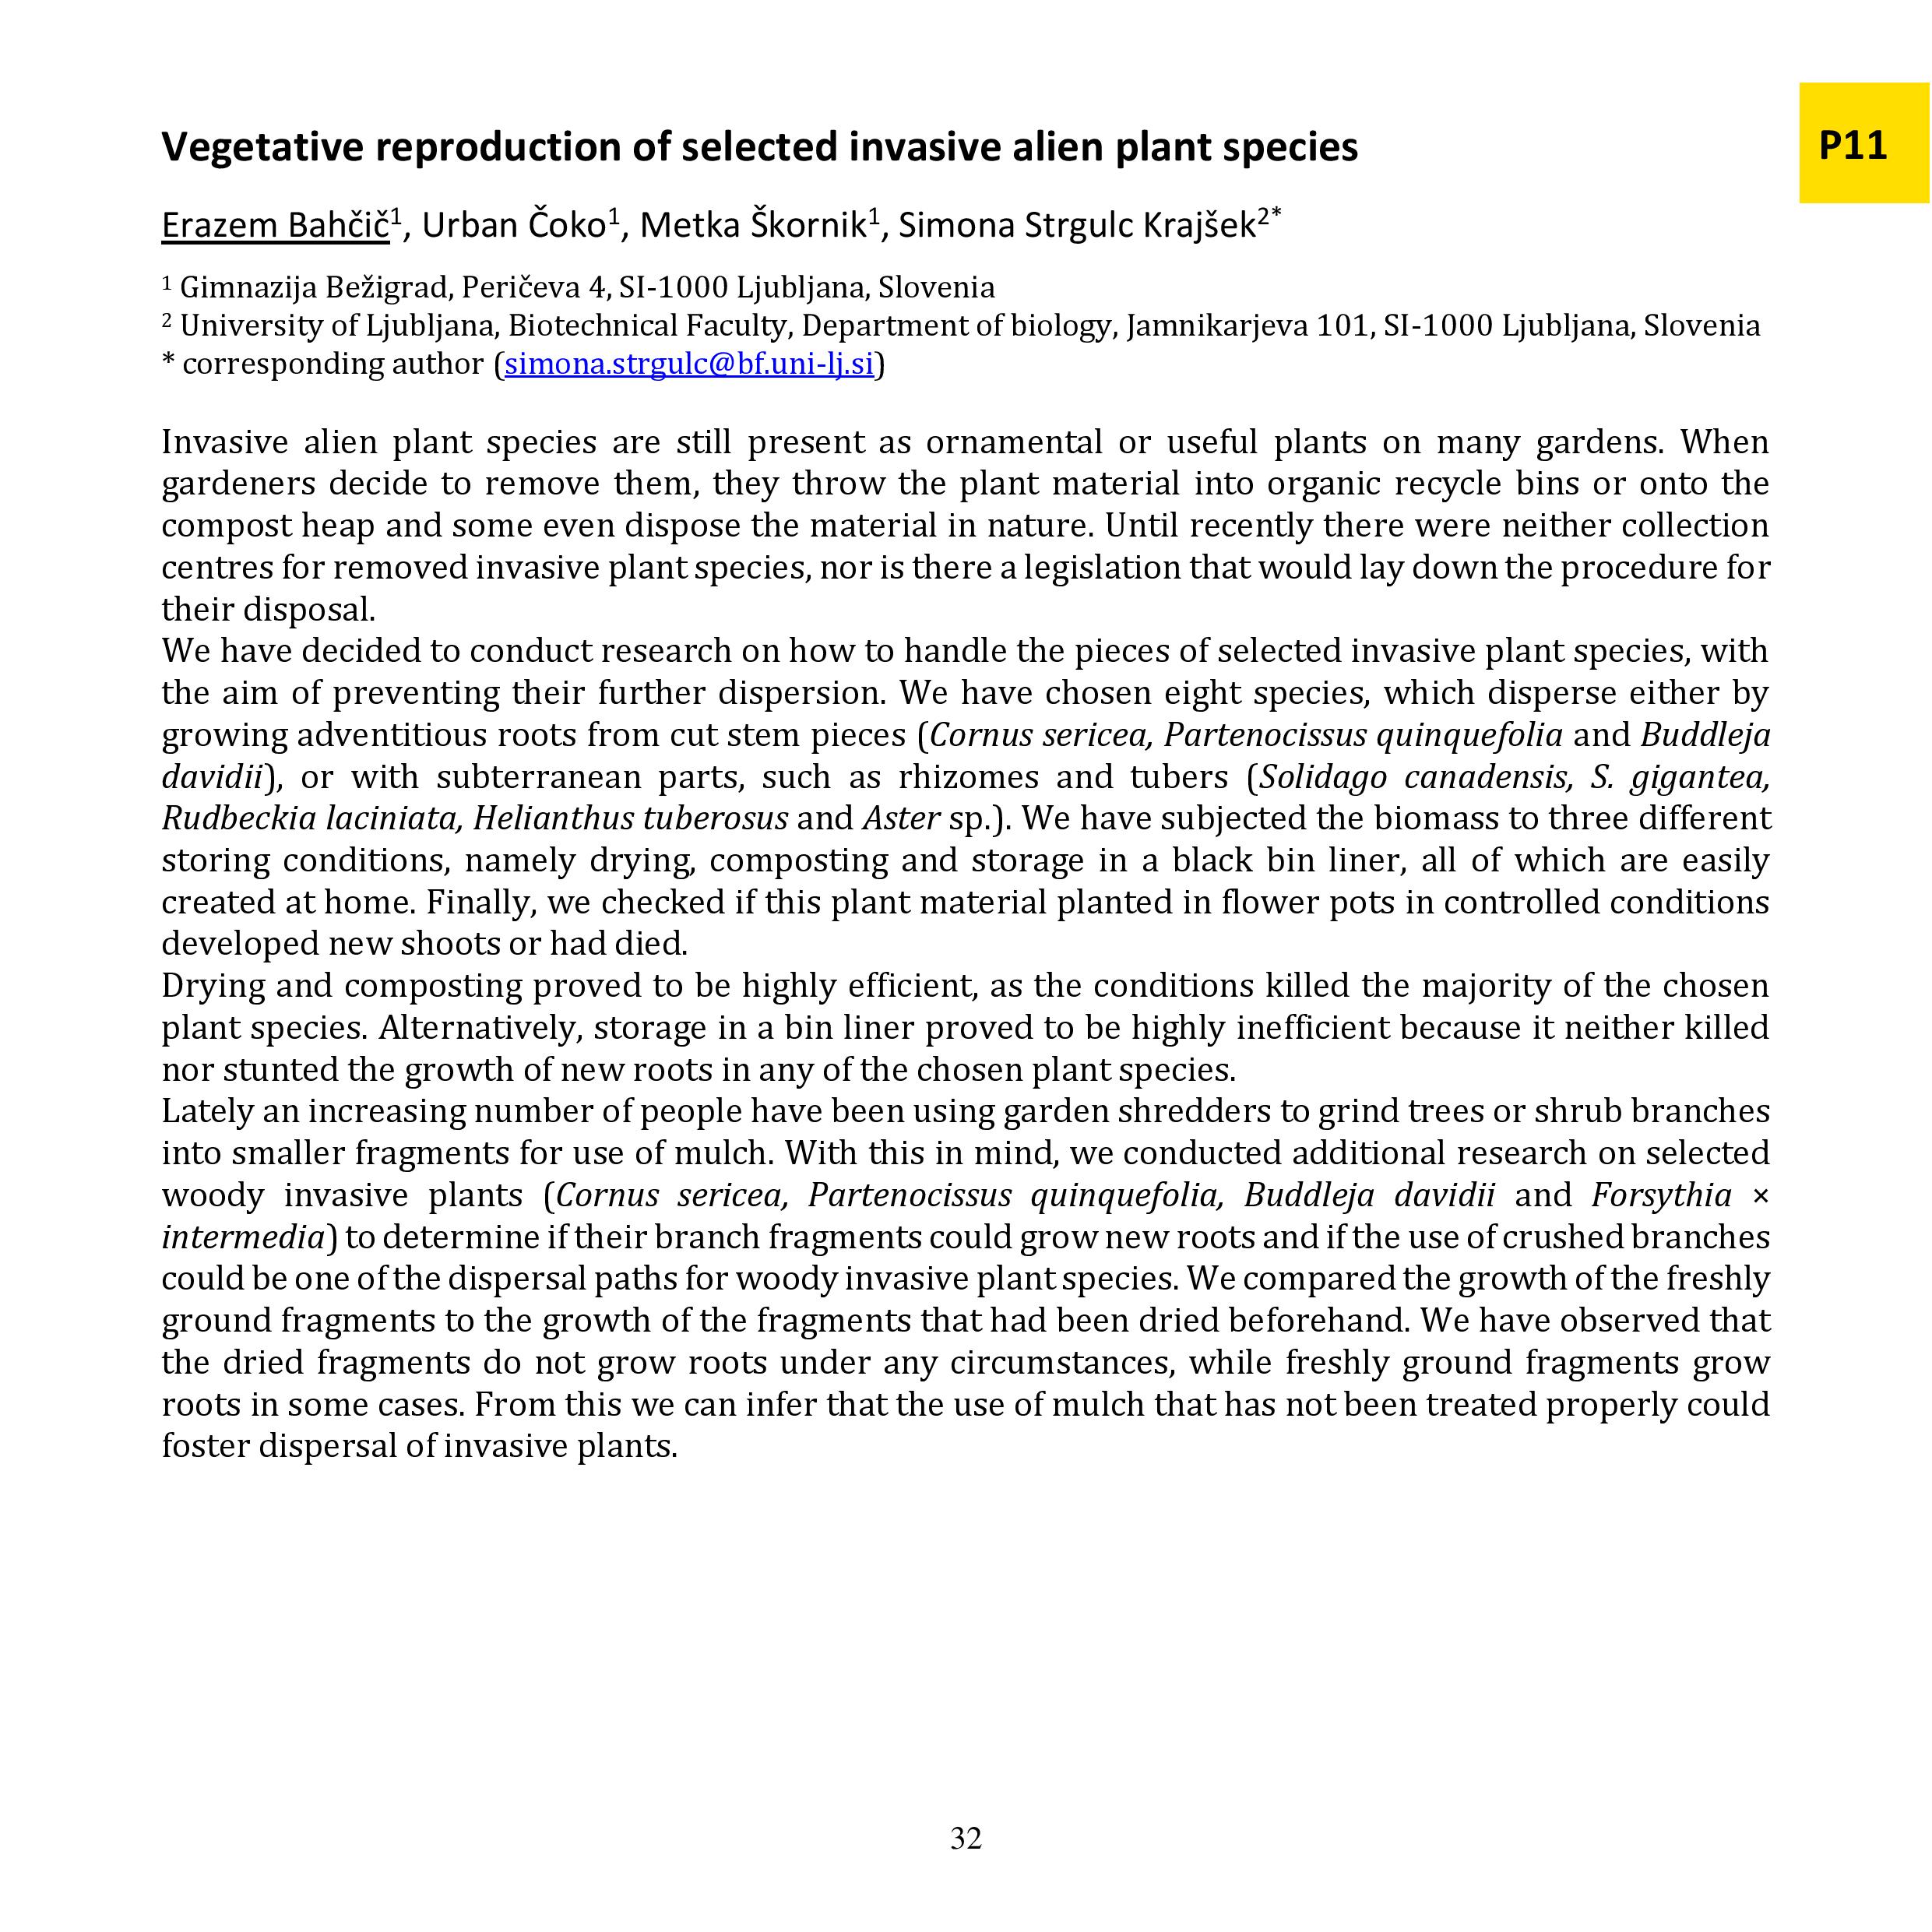 Vegetative reproduction of selected invasive alien plant species
P11
Erazem Bahčič1, Urban Čoko1, Metka Škornik1, Simona Strgulc Krajšek2*
1 Gimnazija Bežigrad, Peričeva 4, SI-1000 Ljubljana, Slovenia
2 University of Ljubljana, Biotechnical Faculty, Department of biology, Jamnikarjeva 101, SI-1000 Ljubljana, Slovenia
* corresponding author (simona.strgulc@bf.uni-lj.si)
Invasive alien plant species are still present as ornamental or useful plants on many gardens. When
gardeners decide to remove them, they throw the plant material into organic recycle bins or onto the
compost heap and some even dispose the material in nature. Until recently there were neither collection
centres for removed invasive plant species, nor is there a legislation that would lay down the procedure for
their disposal.
We have decided to conduct research on how to handle the pieces of selected invasive plant species, with
the aim of preventing their further dispersion. We have chosen eight species, which disperse either by
growing adventitious roots from cut stem pieces (Cornus sericea, Partenocissus quinquefolia and Buddleja
davidii), or with subterranean parts, such as rhizomes and tubers (Solidago canadensis, S. gigantea,
Rudbeckia laciniata, Helianthus tuberosus and Aster sp.). We have subjected the biomass to three different
storing conditions, namely drying, composting and storage in a black bin liner, all of which are easily
created at home. Finally, we checked if this plant material planted in flower pots in controlled conditions
developed new shoots or had died.
Drying and composting proved to be highly efficient, as the conditions killed the majority of the chosen
plant species. Alternatively, storage in a bin liner proved to be highly inefficient because it neither killed
nor stunted the growth of new roots in any of the chosen plant species.
Lately an increasing number of people have been using garden shredders to grind trees or shrub branches
into smaller fragments for use of mulch. With this in mind, we conducted additional research on selected
woody invasive plants (Cornus sericea, Partenocissus quinquefolia, Buddleja davidii and Forsythia ×
intermedia) to determine if their branch fragments could grow new roots and if the use of crushed branches
could be one of the dispersal paths for woody invasive plant species. We compared the growth of the freshly
ground fragments to the growth of the fragments that had been dried beforehand. We have observed that
the dried fragments do not grow roots under any circumstances, while freshly ground fragments grow
roots in some cases. From this we can infer that the use of mulch that has not been treated properly could
foster dispersal of invasive plants.
32